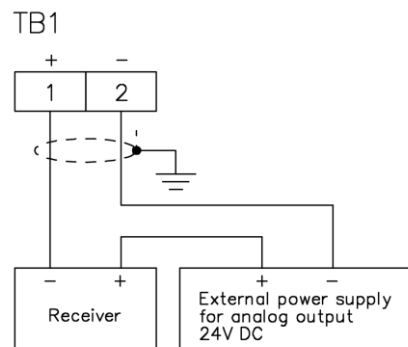 TB1
+ −
1 2
− +
Receiver
+ −
External power supply
for analog output
24V DC